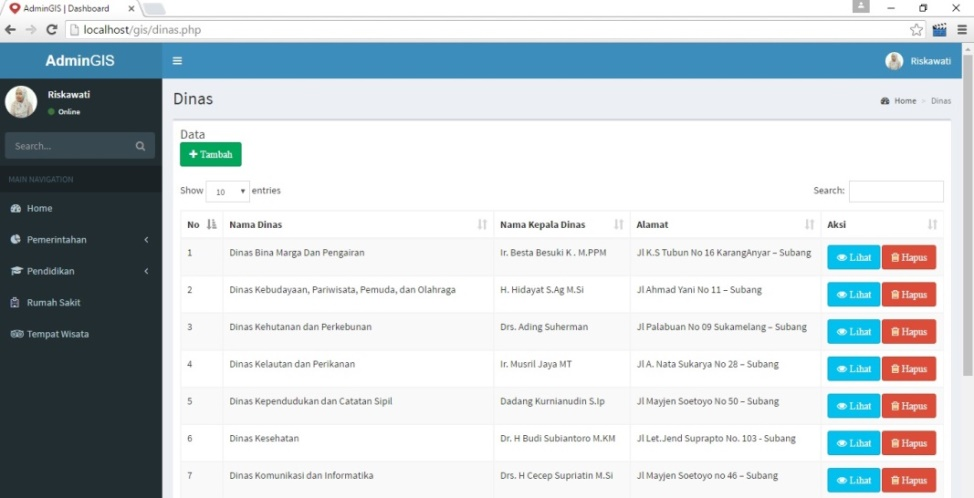 AdminGIS | Dashboard
localhost/gis/dinas.php
AdminGIS
Riskawati
Riskawati
Online
Dinas
Home > Dinas
Search...
Data
+ Tambah
MAIN NAVIGATION
Show 10 entries
Search:
Home
Pemerintahan
Pendidikan
Rumah Sakit
Tempat Wisata
No Nama Dinas Nama Kepala Dinas Alamat Aksi
1 Dinas Bina Marga Dan Pengairan Ir. Besta Besuki K . M.PPM Jl K.S Tubun No 16 KarangAnyar – Subang Lihat Hapus
2 Dinas Kebudayaan, Pariwisata, Pemuda, dan Olahraga H. Hidayat S.Ag M.Si Jl Ahmad Yani No 11 – Subang Lihat Hapus
3 Dinas Kehutanan dan Perkebunan Drs. Ading Suherman Jl Palabuan No 09 Sukamelang – Subang Lihat Hapus
4 Dinas Kelautan dan Perikanan Ir. Musril Jaya MT Jl A. Nata Sukarya No 28 – Subang Lihat Hapus
5 Dinas Kependudukan dan Catatan Sipil Dadang Kurnianudin S.Ip Jl Mayjen Soetoyo No 50 – Subang Lihat Hapus
6 Dinas Kesehatan Dr. H Budi Subiantoro M.KM Jl Let.Jend Suprapto No. 103 - Subang Lihat Hapus
7 Dinas Komunikasi dan Informatika Drs. H Cecep Supriatin M.Si Jl Mayjen Soetoyo no 46 – Subang Lihat Hapus